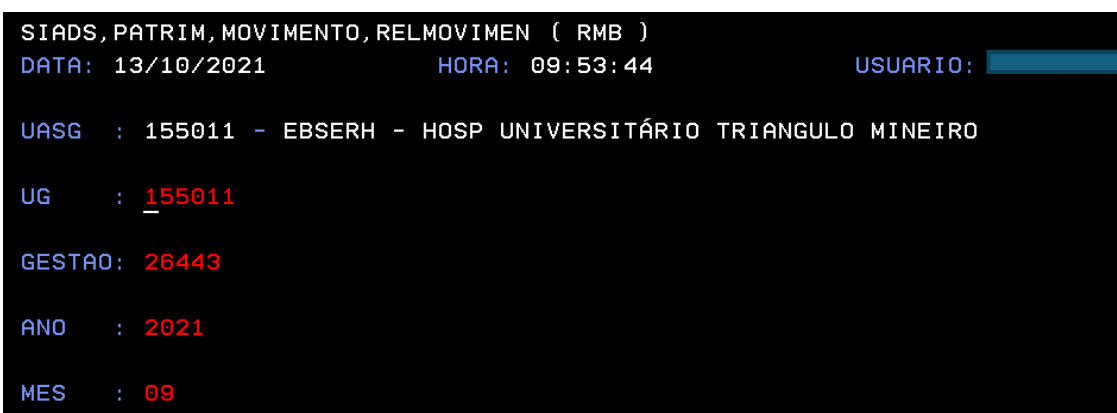 SIADS,PATRIM,MOVIMENTO,RELMOVIMEN ( RMB )
DATA: 13/10/2021 HORA: 09:53:44 USUARIO:
UASG : 155011 - EBSERH - HOSP UNIVERSITÁRIO TRIANGULO MINEIRO
UG : 155011
GESTAO: 26443
ANO : 2021
MES : 09